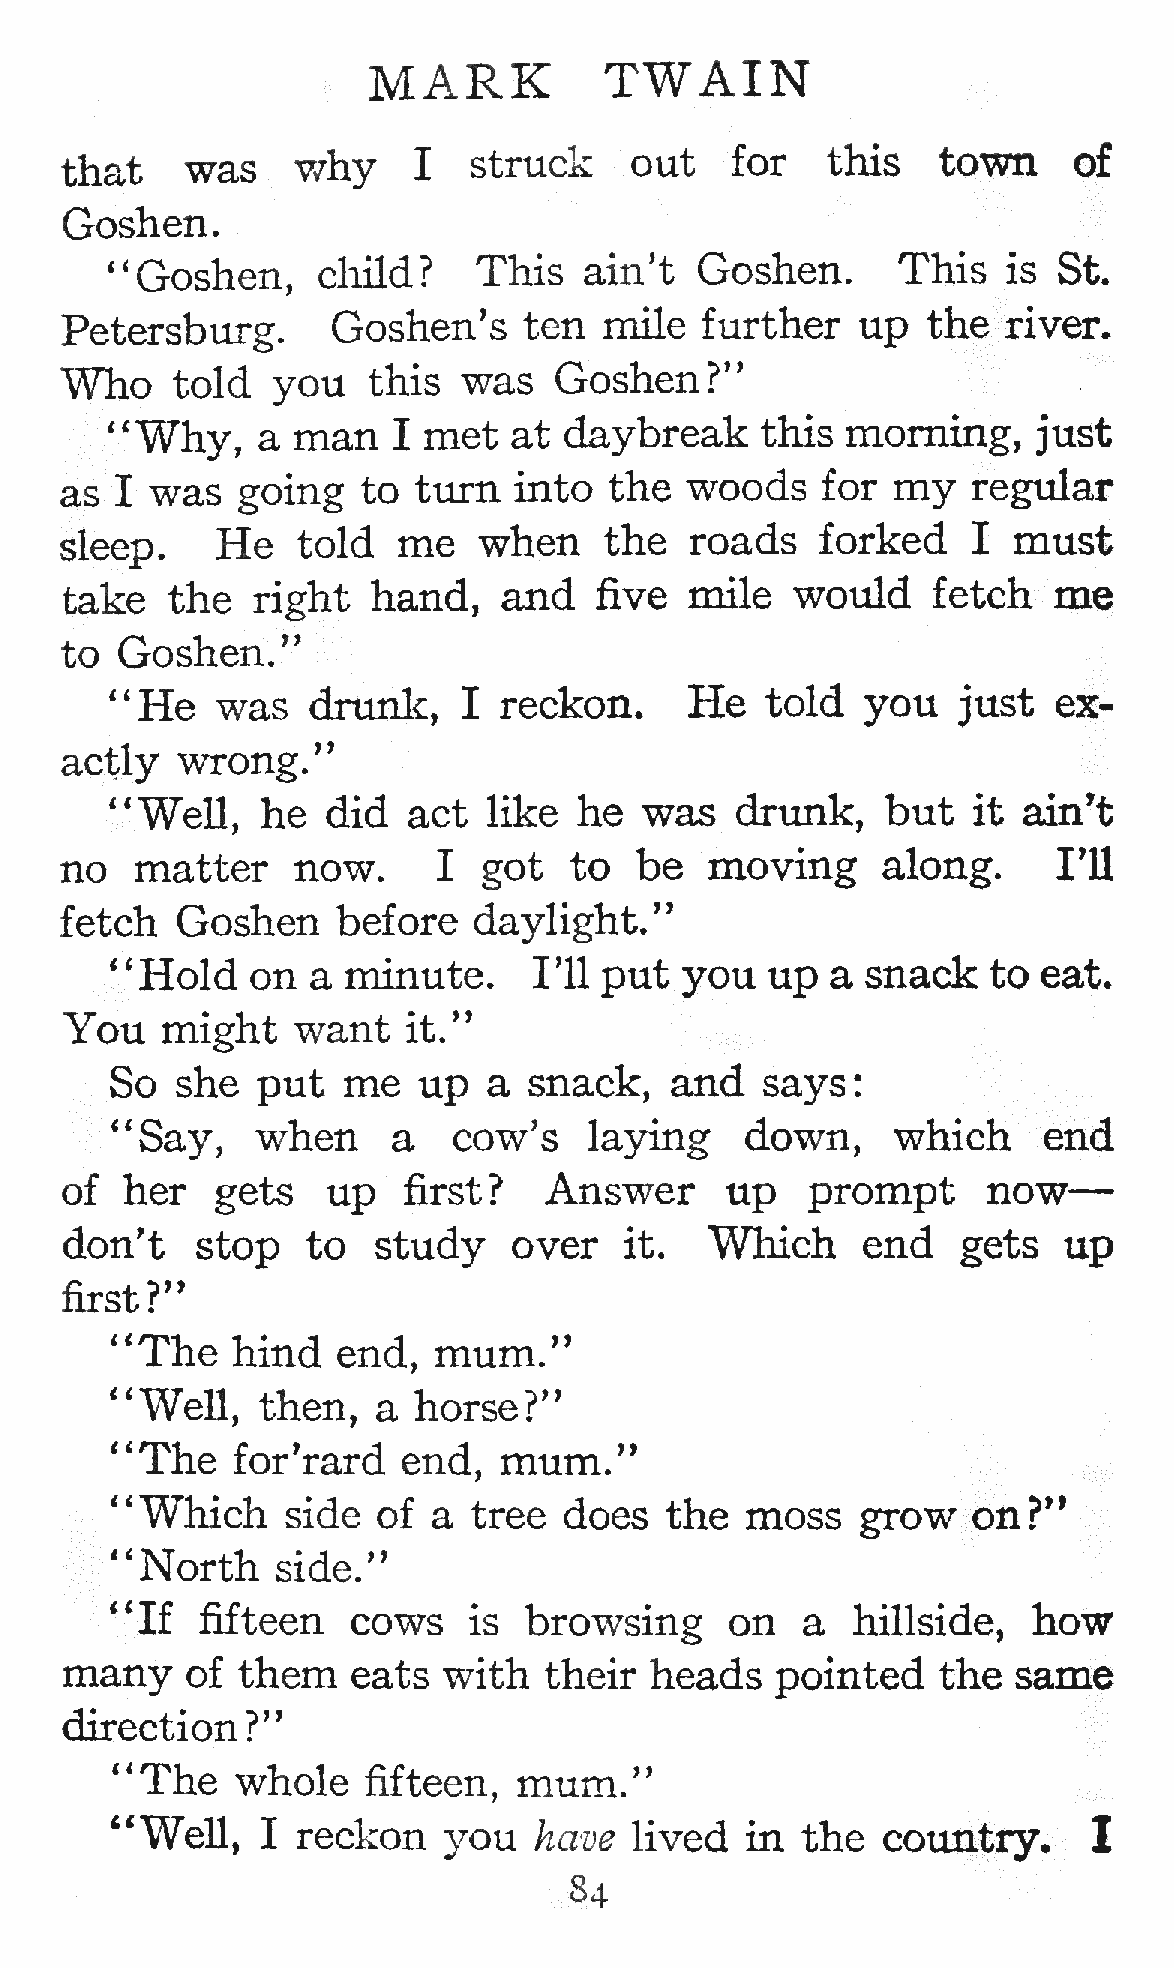 MARK TWAIN
that was why I struck out for this town of
Goshen.
"Goshen, child? This ain't Goshen. This is St.
Petersburg. Goshen's ten mile further up the river.
Who told you this was Goshen?"
"Why, a man I met at daybreak this morning, just
as I was going to turn into the woods for my regular
sleep. He told me when the roads forked I must
take the right hand, and five mile would fetch me
to Goshen."
"He was drunk, I reckon. He told you just ex-
actly wrong."
"Well, he did act like he was drunk, but it ain't
no matter now. I got to be moving along. I'll
fetch Goshen before daylight."
"Hold on a minute. I'll put you up a snack to eat.
You might want it."
So she put me up a snack, and says:
"Say, when a cow's laying down, which end
of her gets up first? Answer up prompt now—
don't stop to study over it. Which end gets up
first?"
"The hind end, mum."
"Well, then, a horse?"
"The for'rard end, mum."
"Which side of a tree does the moss grow on?"
"North side."
"If fifteen cows is browsing on a hillside, how
many of them eats with their heads pointed the same
direction?"
"The whole fifteen, mum."
"Well, I reckon you have lived in the country. I
84